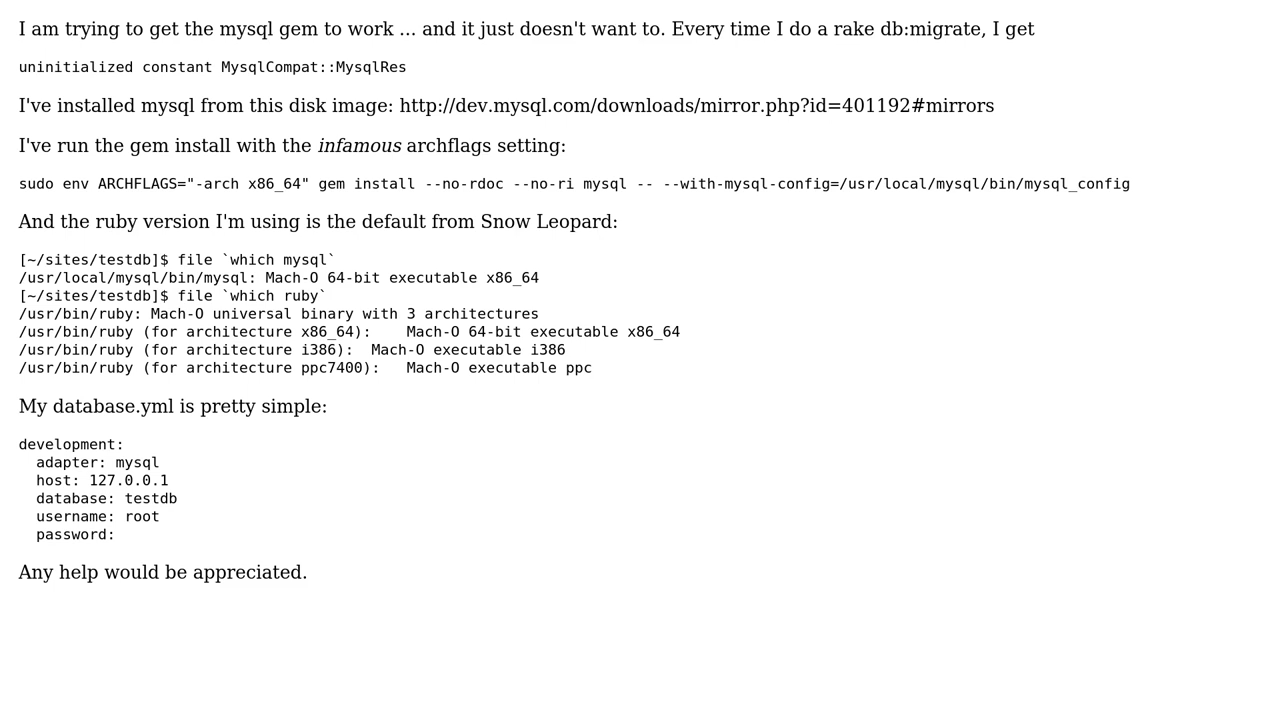 I am trying to get the mysql gem to work ... and it just doesn't want to. Every time I do a rake db:migrate, I get
uninitialized constant MysqlCompat::MysqlRes
I've installed mysql from this disk image: http://dev.mysql.com/downloads/mirror.php?id=401192#mirrors
I've run the gem install with the infamous archflags setting:
sudo env ARCHFLAGS="-arch x86_64" gem install --no-rdoc --no-ri mysql -- --with-mysql-config=/usr/local/mysql/bin/mysql_config
And the ruby version I'm using is the default from Snow Leopard:
[~/sites/testdb]$ file `which mysql`
/usr/local/mysql/bin/mysql: Mach-O 64-bit executable x86_64
[~/sites/testdb]$ file `which ruby`
/usr/bin/ruby: Mach-O universal binary with 3 architectures
/usr/bin/ruby (for architecture x86_64):    Mach-O 64-bit executable x86_64
/usr/bin/ruby (for architecture i386):  Mach-O executable i386
/usr/bin/ruby (for architecture ppc7400):   Mach-O executable ppc
My database.yml is pretty simple:
development:
  adapter: mysql
  host: 127.0.0.1
  database: testdb
  username: root
  password:
Any help would be appreciated.